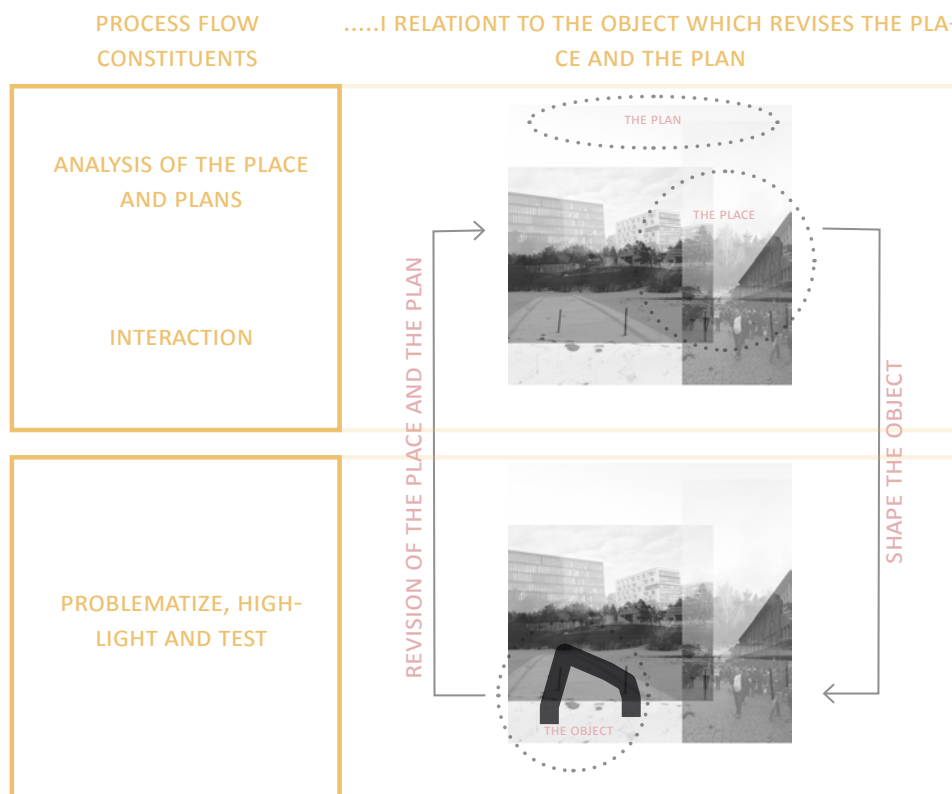 PROCESS FLOW
CONSTITUENTS
.....I RELATIONT TO THE OBJECT WHICH REVISES THE PLA-
CE AND THE PLAN
ANALYSIS OF THE PLACE
AND PLANS
INTERACTION
THE PLAN
THE PLACE
REVISION OF THE PLACE AND THE PLAN
SHAPE THE OBJECT
PROBLEMATIZE, HIGH-
LIGHT AND TEST
THE OBJECT